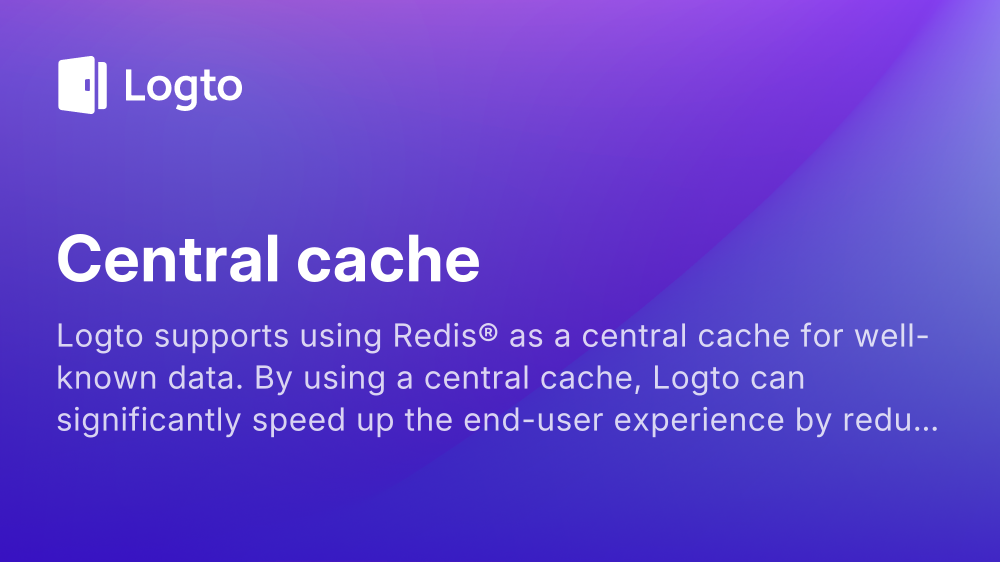 Logto
Central cache
Logto supports using Redis® as a central cache for well-
known data. By using a central cache, Logto can
significantly speed up the end-user experience by redu...